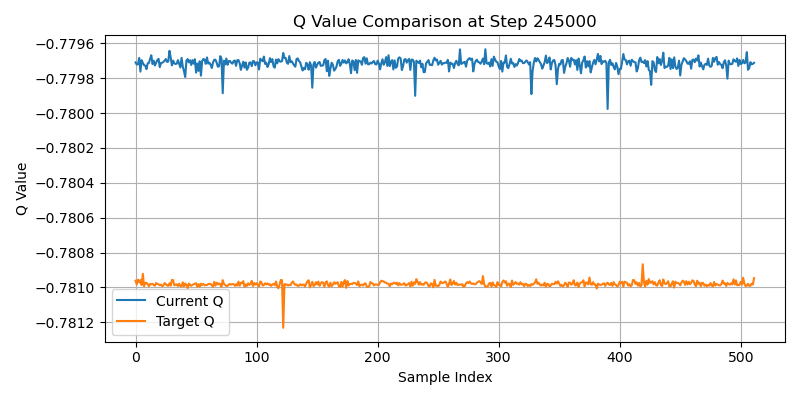 Q Value Comparison at Step 245000
Q Value
−0.7796
−0.7798
−0.7800
−0.7802
−0.7804
−0.7806
−0.7808
−0.7810
−0.7812
Current Q
Target Q
0 100 200 300 400 500
Sample Index